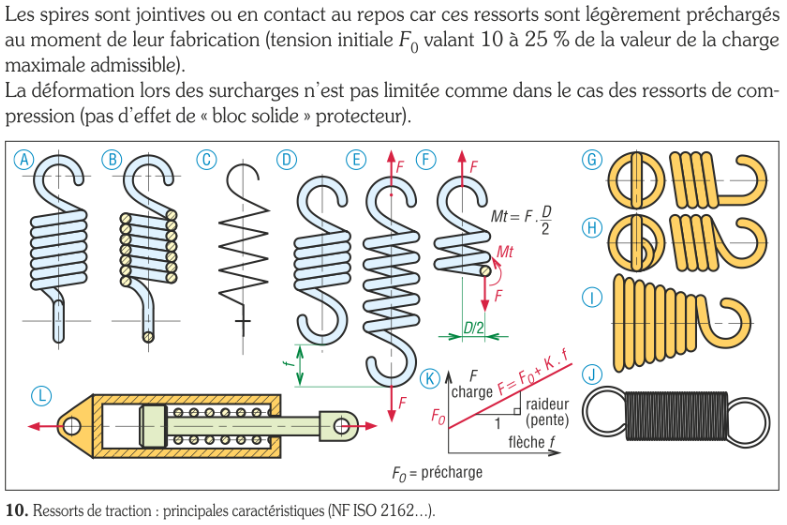 Les spires sont jointives ou en contact au repos car ces ressorts sont légèrement préchargés
au moment de leur fabrication (tension initiale F₀ valant 10 à 25 % de la valeur de la charge
maximale admissible).
La déformation lors des surcharges n'est pas limitée comme dans le cas des ressorts de com-
pression (pas d'effet de « bloc solide » protecteur).
A
B
C
D
E
F
F
F
Mt = F . D/2
Mt
F
D/2
f
F
G
H
I
J
K
F
charge
F = F₀ + K . f
F₀
raideur
(pente)
1
flèche f
F₀ = précharge
L
10. Ressorts de traction : principales caractéristiques (NF ISO 2162...).